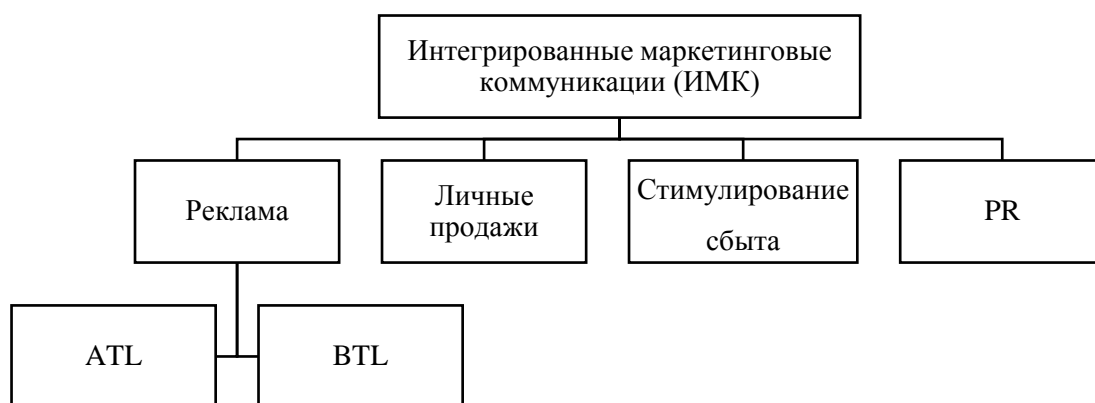 Интегрированные маркетинговые
коммуникации (ИМК)
Реклама
Личные
продажи
Стимулирование
сбыта
PR
ATL
BTL